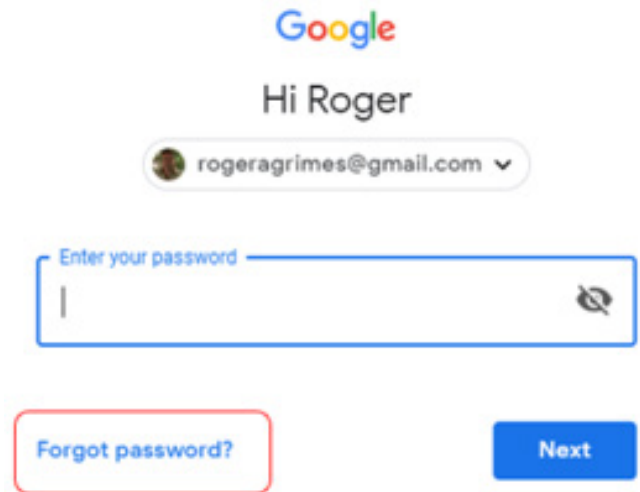 Google
Hi Roger
rogeragrimes@gmail.com
Enter your password
Forgot password?
Next